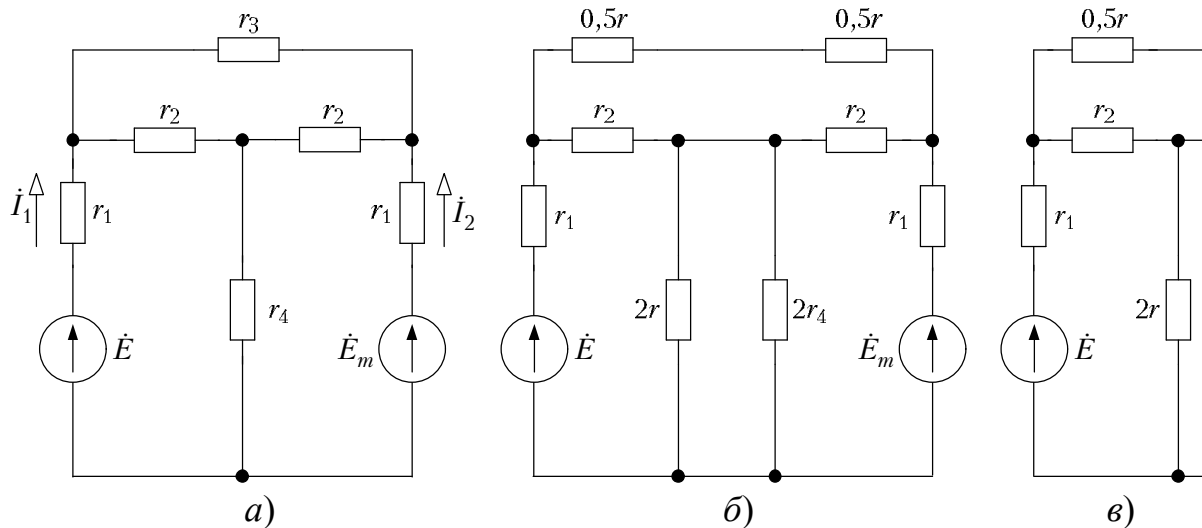 r₃ 0,5r 0,5r 0,5r
r₂ r₂ r₂ r₂ r₂
İ₁ r₁ r₁ İ₂ r₁ r₁ r₁
r₄ 2r 2r₄ 2r
Ė Ėₘ Ė Ėₘ Ė
а) б) в)